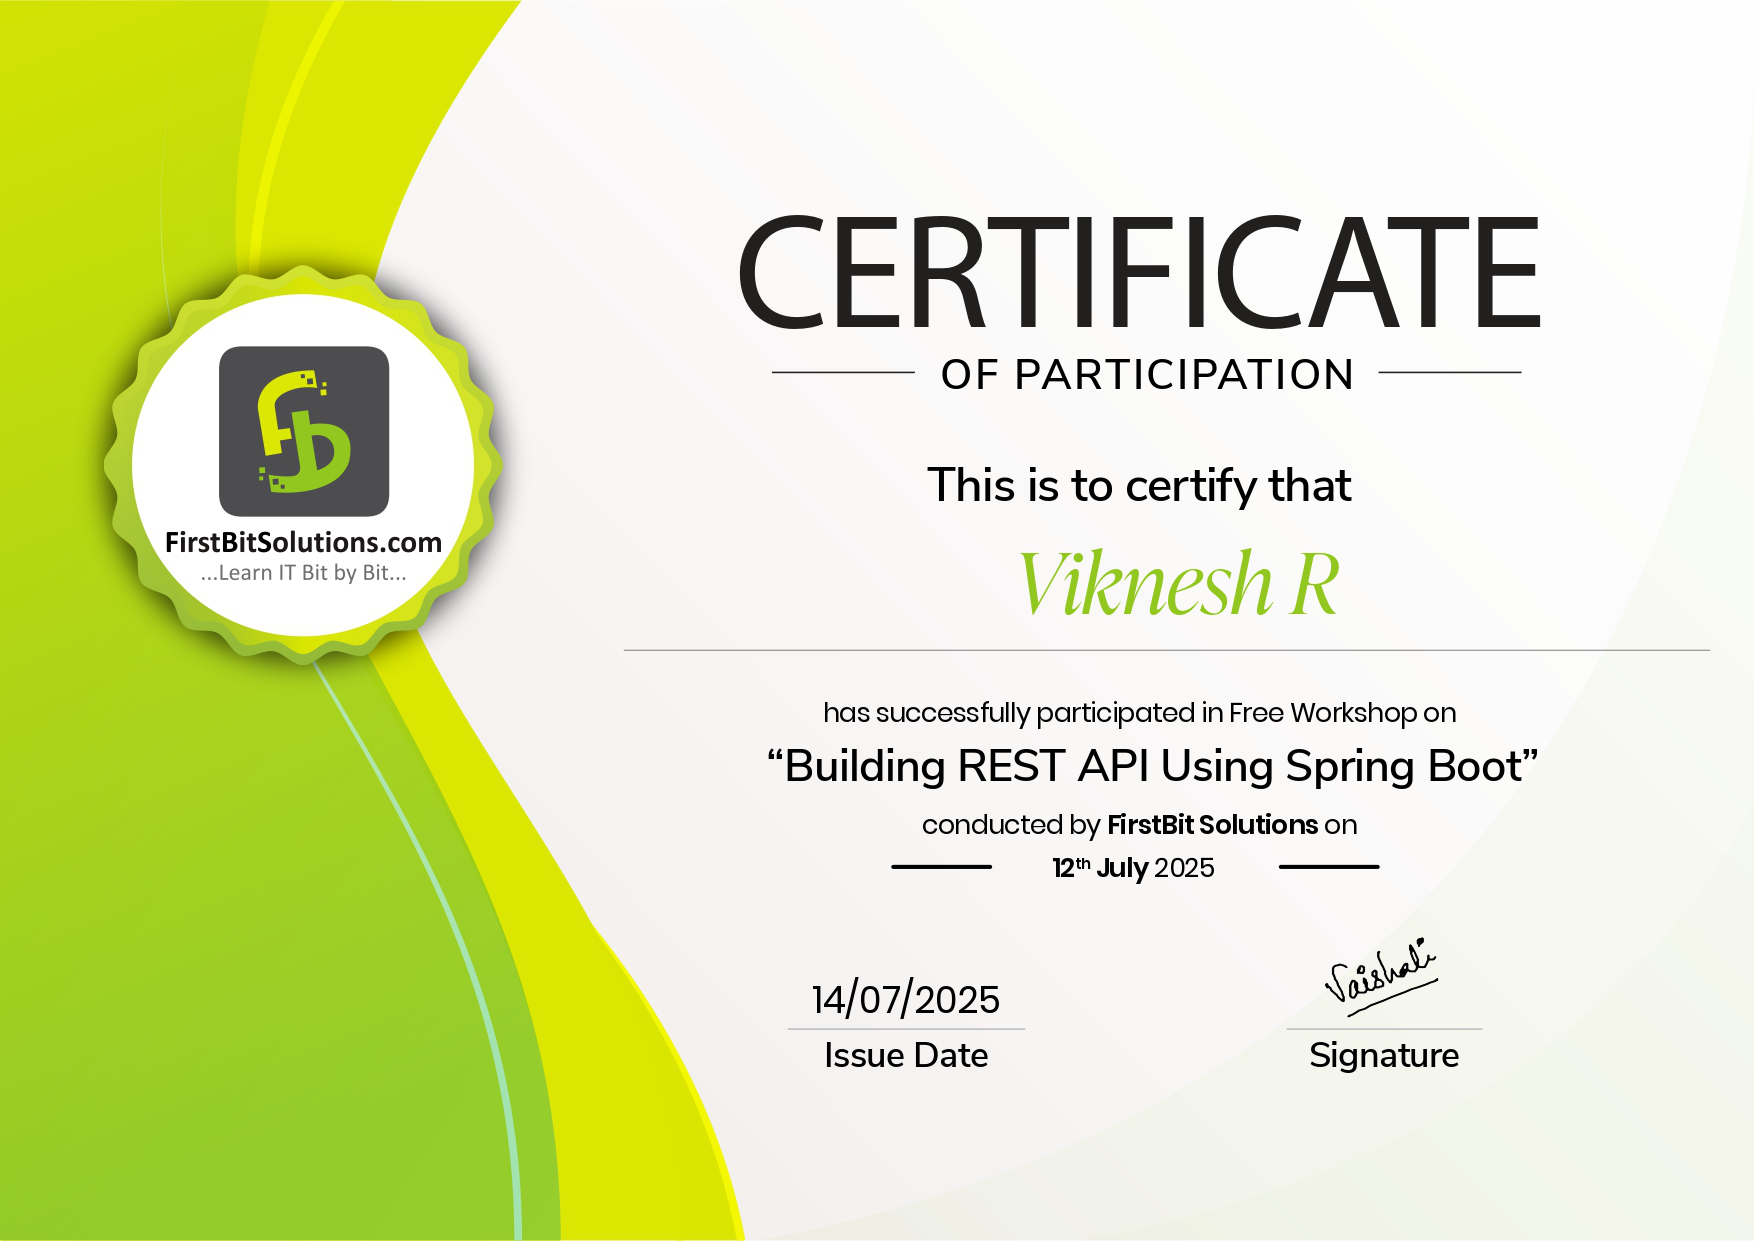 CERTIFICATE
OF PARTICIPATION
This is to certify that
Viknesh R
has successfully participated in Free Workshop on
“Building REST API Using Spring Boot”
conducted by FirstBit Solutions on
12th July 2025
14/07/2025
Issue Date
Vaishali
Signature
fb
FirstBitSolutions.com
...Learn IT Bit by Bit...